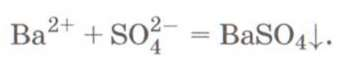 Ba²⁺ + SO₄²⁻ = BaSO₄↓.